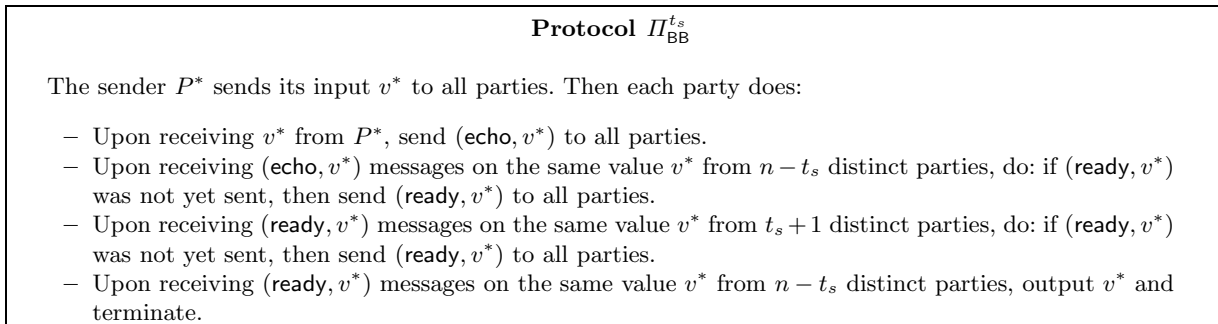 Protocol Π_BB^{t_s}
The sender P* sends its input v* to all parties. Then each party does:
– Upon receiving v* from P*, send (echo, v*) to all parties.
– Upon receiving (echo, v*) messages on the same value v* from n − t_s distinct parties, do: if (ready, v*)
was not yet sent, then send (ready, v*) to all parties.
– Upon receiving (ready, v*) messages on the same value v* from t_s + 1 distinct parties, do: if (ready, v*)
was not yet sent, then send (ready, v*) to all parties.
– Upon receiving (ready, v*) messages on the same value v* from n − t_s distinct parties, output v* and
terminate.